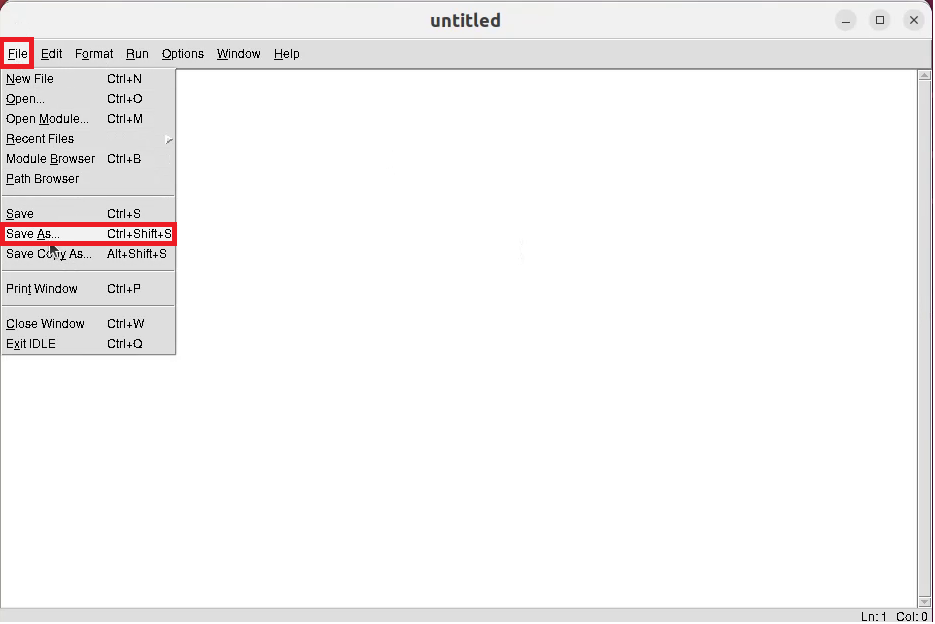 untitled
File Edit Format Run Options Window Help
New File Ctrl+N
Open... Ctrl+O
Open Module... Ctrl+M
Recent Files
Module Browser Ctrl+B
Path Browser
Save Ctrl+S
Save As... Ctrl+Shift+S
Save Copy As... Alt+Shift+S
Print Window Ctrl+P
Close Window Ctrl+W
Exit IDLE Ctrl+Q
Ln: 1 Col: 0